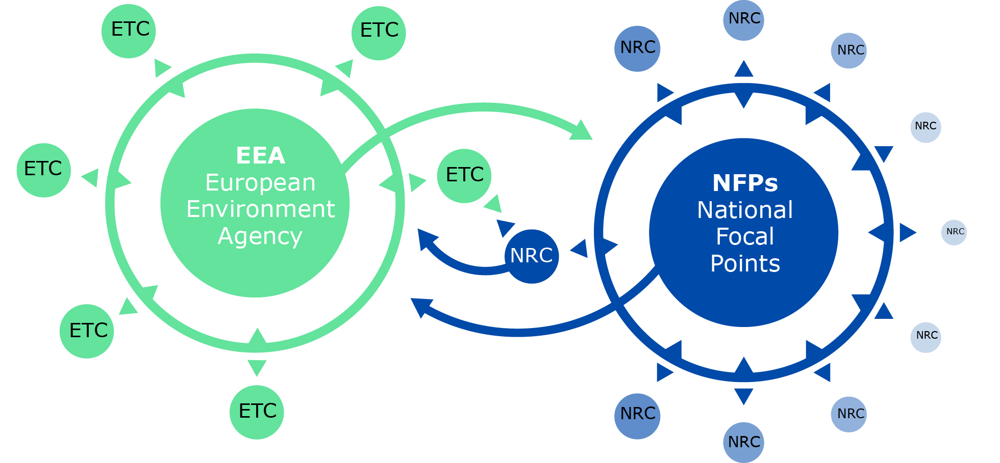 ETC
ETC
ETC
EEA
European
Environment
Agency
ETC
ETC
ETC
ETC
NRC
NRC
NRC
NRC
NRC
NFPs
National
Focal
Points
NRC
NRC
NRC
NRC
NRC
NRC